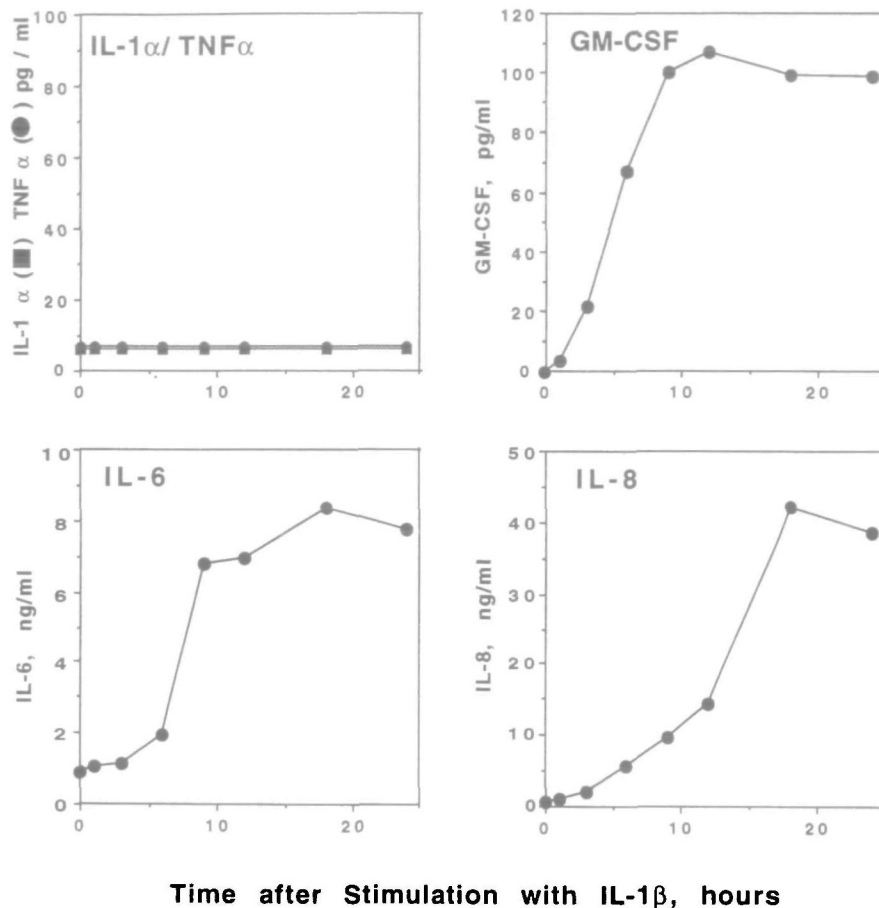 IL-1α/ TNFα
IL-1 α (■) TNF α (●) pg / ml
100
80
60
40
20
0
0 10 20
GM-CSF
GM-CSF, pg/ml
120
100
80
60
40
20
0
0 10 20
IL-6
IL-6, ng/ml
10
8
6
4
2
0
0 10 20
IL-8
IL-8, ng/ml
50
40
30
20
10
0
0 10 20
Time after Stimulation with IL-1β, hours